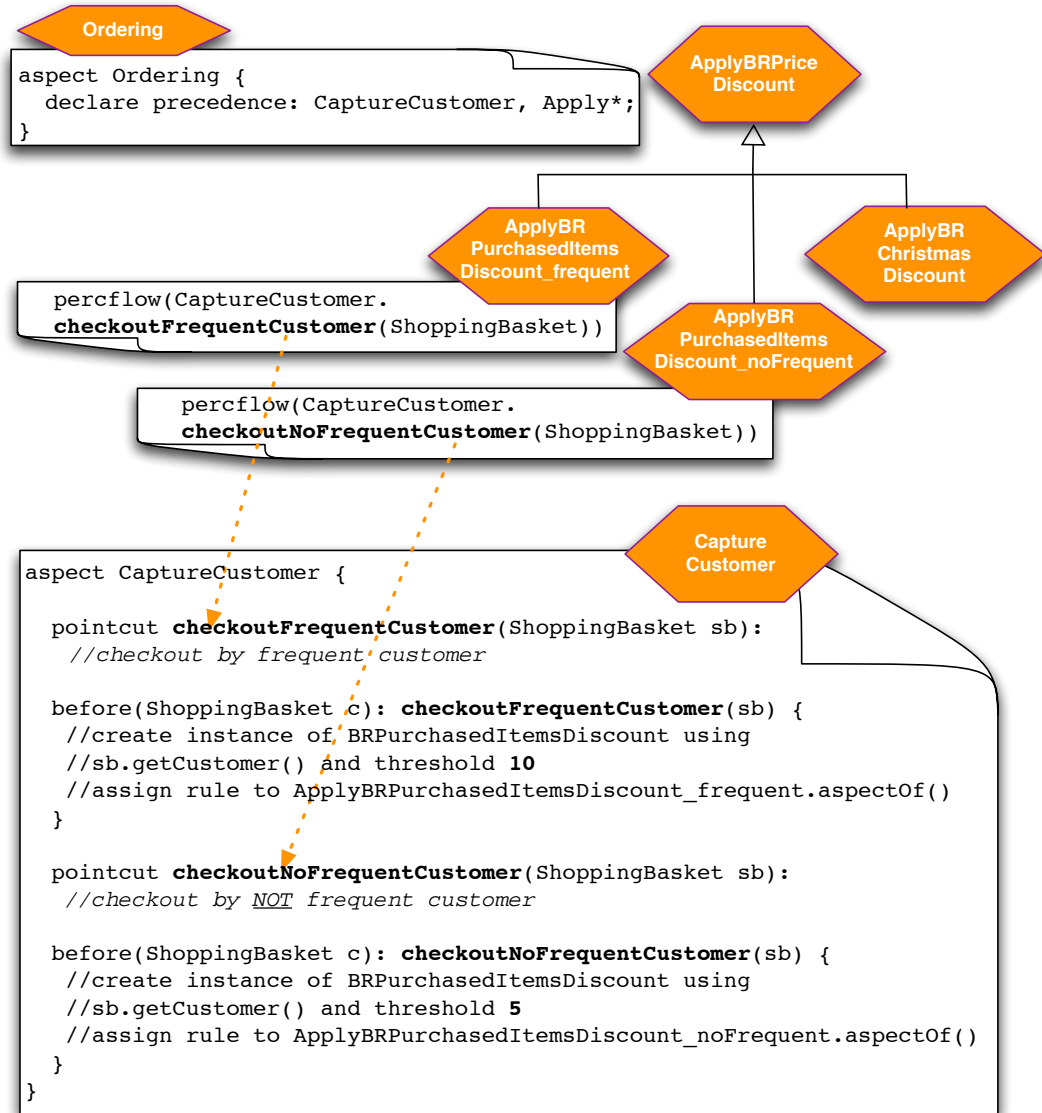 Ordering
aspect Ordering {
  declare precedence: CaptureCustomer, Apply*;
}
ApplyBRPrice
Discount
ApplyBR
PurchasedItems
Discount_frequent
ApplyBR
Christmas
Discount
percflow(CaptureCustomer.
checkoutFrequentCustomer(ShoppingBasket))
ApplyBR
PurchasedItems
Discount_noFrequent
percflow(CaptureCustomer.
checkoutNoFrequentCustomer(ShoppingBasket))
Capture
Customer
aspect CaptureCustomer {
  pointcut checkoutFrequentCustomer(ShoppingBasket sb):
   //checkout by frequent customer
  before(ShoppingBasket c): checkoutFrequentCustomer(sb) {
   //create instance of BRPurchasedItemsDiscount using
   //sb.getCustomer() and threshold 10
   //assign rule to ApplyBRPurchasedItemsDiscount_frequent.aspectOf()
  }
  pointcut checkoutNoFrequentCustomer(ShoppingBasket sb):
   //checkout by NOT frequent customer
  before(ShoppingBasket c): checkoutNoFrequentCustomer(sb) {
   //create instance of BRPurchasedItemsDiscount using
   //sb.getCustomer() and threshold 5
   //assign rule to ApplyBRPurchasedItemsDiscount_noFrequent.aspectOf()
  }
}